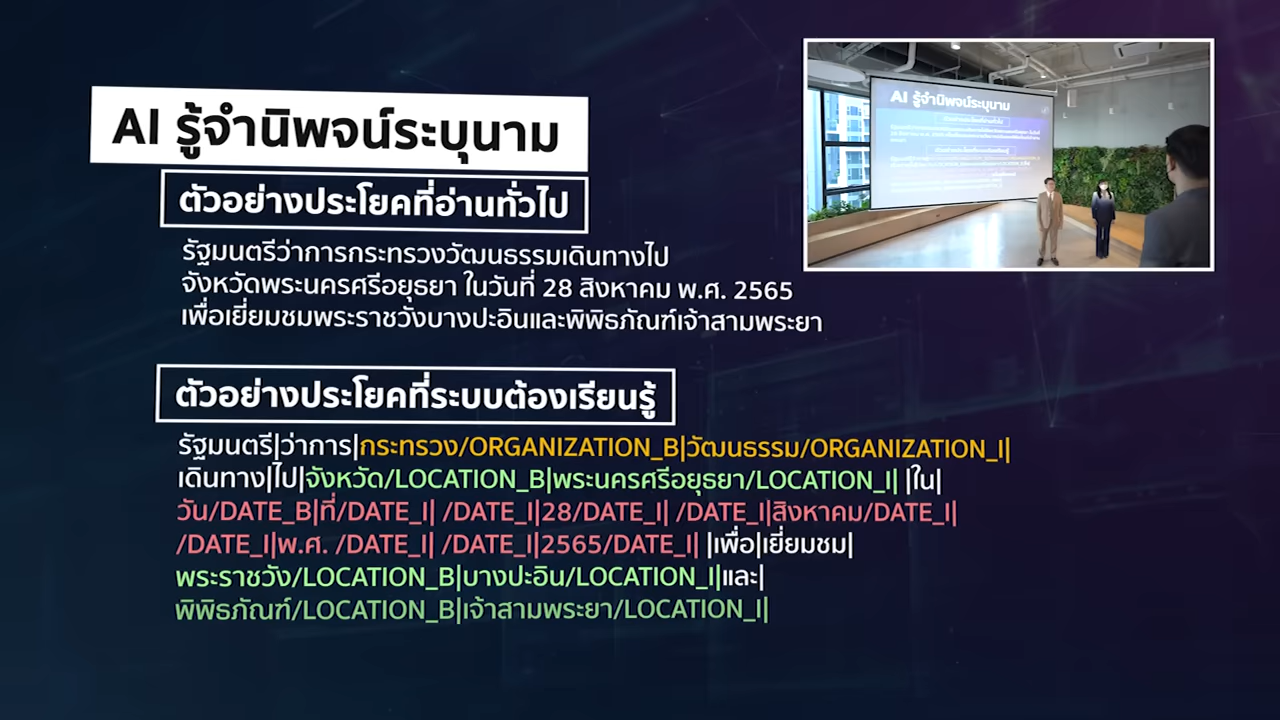 AI รู้จำนิพจน์ระบุนาม
ตัวอย่างประโยคที่อ่านทั่วไป
รัฐมนตรีว่าการกระทรวงวัฒนธรรมเดินทางไป
จังหวัดพระนครศรีอยุธยา ในวันที่ 28 สิงหาคม พ.ศ. 2565
เพื่อเยี่ยมชมพระราชวังบางปะอินและพิพิธภัณฑ์เจ้าสามพระยา
ตัวอย่างประโยคที่ระบบต้องเรียนรู้
รัฐมนตรี|ว่าการ|กระทรวง/ORGANIZATION_B|วัฒนธรรม/ORGANIZATION_I|
เดินทาง|ไป|จังหวัด/LOCATION_B|พระนครศรีอยุธยา/LOCATION_I| |ใน|
วัน/DATE_B|ที่/DATE_I| /DATE_I|28/DATE_I| /DATE_I|สิงหาคม/DATE_I|
/DATE_I|พ.ศ. /DATE_I| /DATE_I|2565/DATE_I| |เพื่อ|เยี่ยมชม|
พระราชวัง/LOCATION_B|บางปะอิน/LOCATION_I|และ|
พิพิธภัณฑ์/LOCATION_B|เจ้าสามพระยา/LOCATION_I|
AI รู้จำนิพจน์ระบุนาม